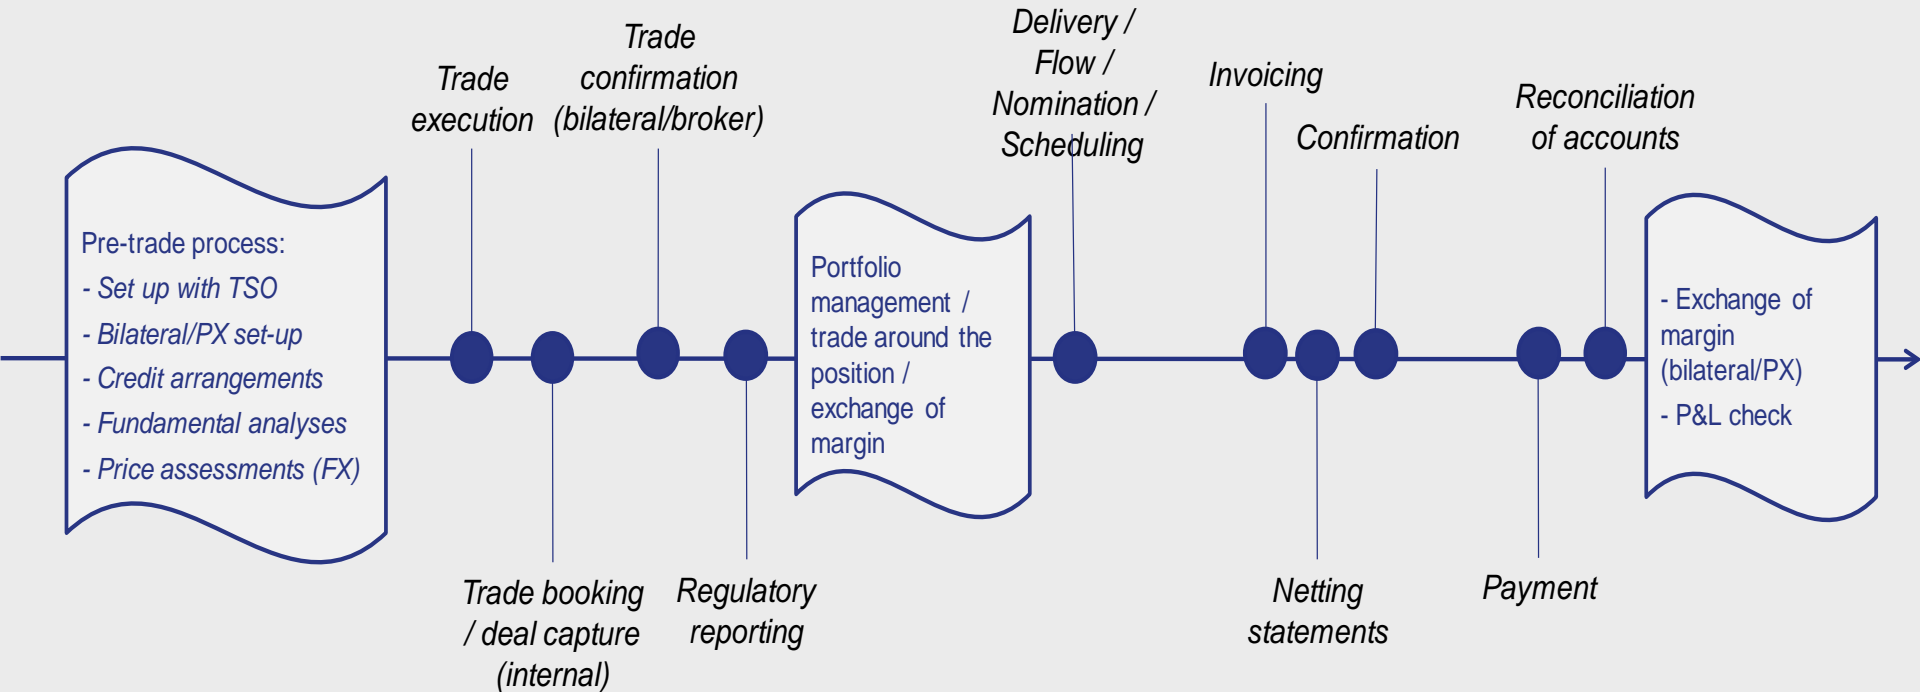 Pre-trade process:
- Set up with TSO
- Bilateral/PX set-up
- Credit arrangements
- Fundamental analyses
- Price assessments (FX)
Trade
execution
Trade booking
/ deal capture
(internal)
Trade
confirmation
(bilateral/broker)
Regulatory
reporting
Portfolio
management /
trade around the
position /
exchange of
margin
Delivery /
Flow /
Nomination /
Scheduling
Invoicing
Netting
statements
Confirmation
Payment
Reconciliation
of accounts
- Exchange of
margin
(bilateral/PX)
- P&L check